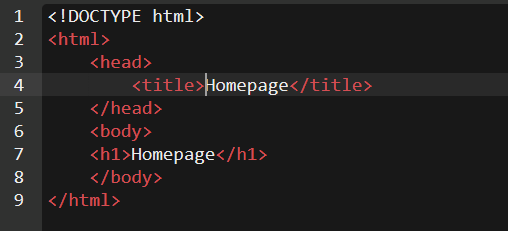 1 <!DOCTYPE html>
2 <html>
3     <head>
4         <title>Homepage</title>
5     </head>
6     <body>
7     <h1>Homepage</h1>
8     </body>
9 </html>